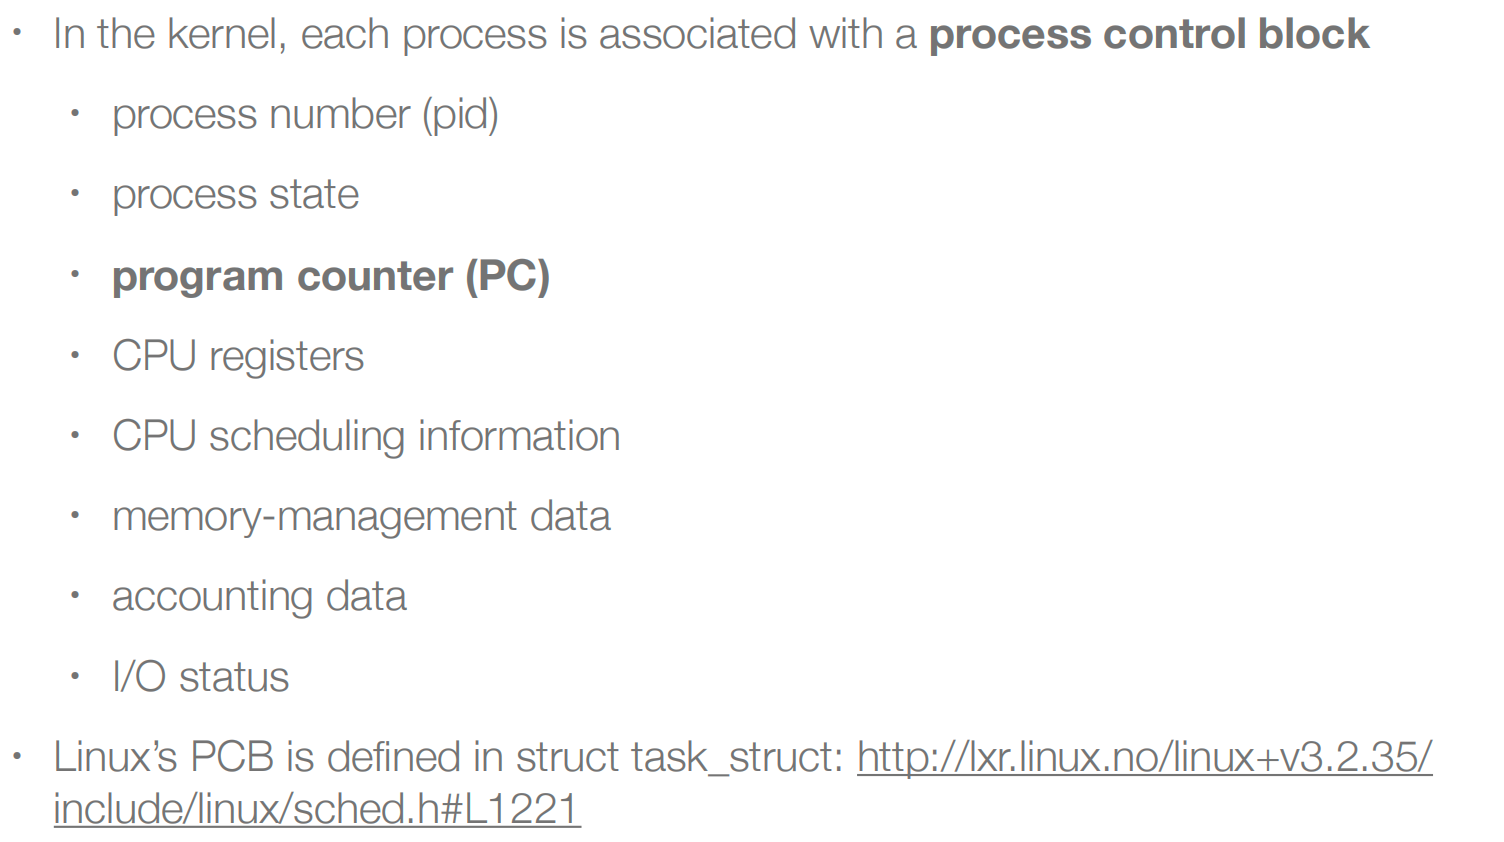 • In the kernel, each process is associated with a process control block
• process number (pid)
• process state
• program counter (PC)
• CPU registers
• CPU scheduling information
• memory-management data
• accounting data
• I/O status
• Linux’s PCB is defined in struct task_struct: http://lxr.linux.no/linux+v3.2.35/
include/linux/sched.h#L1221